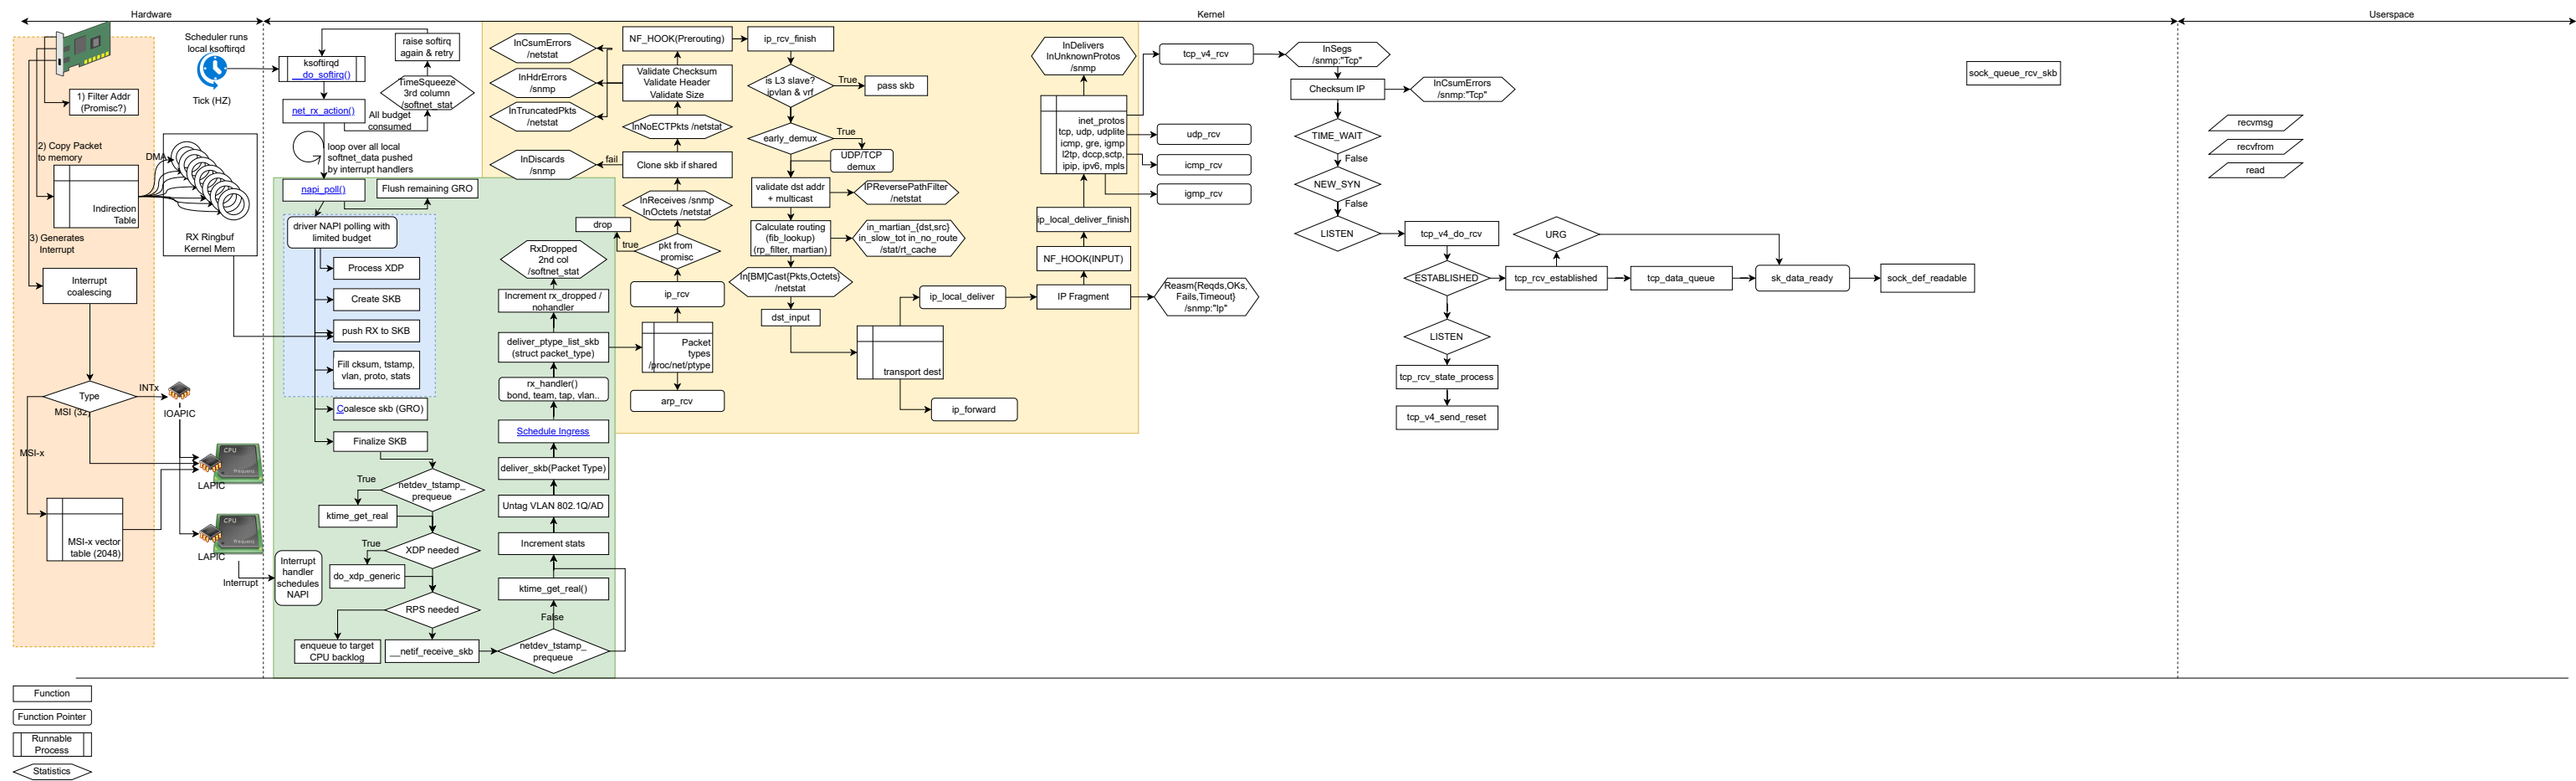 Hardware
Kernel
Userspace
Scheduler runs
local ksoftirqd
Tick (HZ)
1) Filter Addr
(Promisc?)
2) Copy Packet
to memory
DMA
Indirection
Table
RX Ringbuf
Kernel Mem
3) Generates
Interrupt
Interrupt
coalescing
Type
INTx
MSI (32)
IOAPIC
MSI-x
CPU
frequenz
LAPIC
CPU
frequenz
LAPIC
MSI-x vector
table (2048)
Interrupt
Interrupt
handler
schedules
NAPI
ksoftirqd
__do_softirq()
raise softirq
again & retry
TimeSqueeze
3rd column
/softnet_stat
net_rx_action()
All budget
consumed
loop over all local
softnet_data pushed
by interrupt handlers
napi_poll()
Flush remaining GRO
driver NAPI polling with
limited budget
Process XDP
Create SKB
push RX to SKB
Fill cksum, tstamp,
vlan, proto, stats
Coalesce skb (GRO)
Finalize SKB
netdev_tstamp_
prequeue
True
ktime_get_real
XDP needed
True
do_xdp_generic
RPS needed
enqueue to target
CPU backlog
__netif_receive_skb
netdev_tstamp_
prequeue
False
ktime_get_real()
Increment stats
Untag VLAN 802.1Q/AD
deliver_skb(Packet Type)
Schedule Ingress
rx_handler()
bond, team, tap, vlan..
deliver_ptype_list_skb
(struct packet_type)
Increment rx_dropped /
nohandler
RxDropped
2nd col
/softnet_stat
Packet
types
/proc/net/ptype
arp_rcv
ip_rcv
pkt from
promisc
true
drop
InReceives /snmp
InOctets /netstat
Clone skb if shared
fail
InDiscards
/snmp
InNoECTPkts /netstat
Validate Checksum
Validate Header
Validate Size
InCsumErrors
/netstat
InHdrErrors
/snmp
InTruncatedPkts
/netstat
NF_HOOK(Prerouting)
ip_rcv_finish
is L3 slave?
ipvlan & vrf
True
pass skb
early_demux
True
UDP/TCP
demux
validate dst addr
+ multicast
IPReversePathFilter
/netstat
Calculate routing
(fib_lookup)
(rp_filter, martian)
in_martian_{dst,src}
in_slow_tot in_no_route
/stat/rt_cache
In[BM]Cast{Pkts,Octets}
/netstat
dst_input
transport dest
ip_local_deliver
ip_forward
IP Fragment
Reasm{Reqds,OKs,
Fails,Timeout}
/snmp:"Ip"
NF_HOOK(INPUT)
ip_local_deliver_finish
inet_protos
tcp, udp, udplite
icmp, gre, igmp
l2tp, dccp,sctp,
ipip, ipv6, mpls
InDelivers
InUnknownProtos
/snmp
tcp_v4_rcv
udp_rcv
icmp_rcv
igmp_rcv
InSegs
/snmp:"Tcp"
Checksum IP
InCsumErrors
/snmp:"Tcp"
TIME_WAIT
False
NEW_SYN
False
LISTEN
tcp_v4_do_rcv
ESTABLISHED
LISTEN
tcp_rcv_state_process
tcp_v4_send_reset
URG
tcp_rcv_established
tcp_data_queue
sk_data_ready
sock_def_readable
sock_queue_rcv_skb
recvmsg
recvfrom
read
Function
Function Pointer
Runnable
Process
Statistics